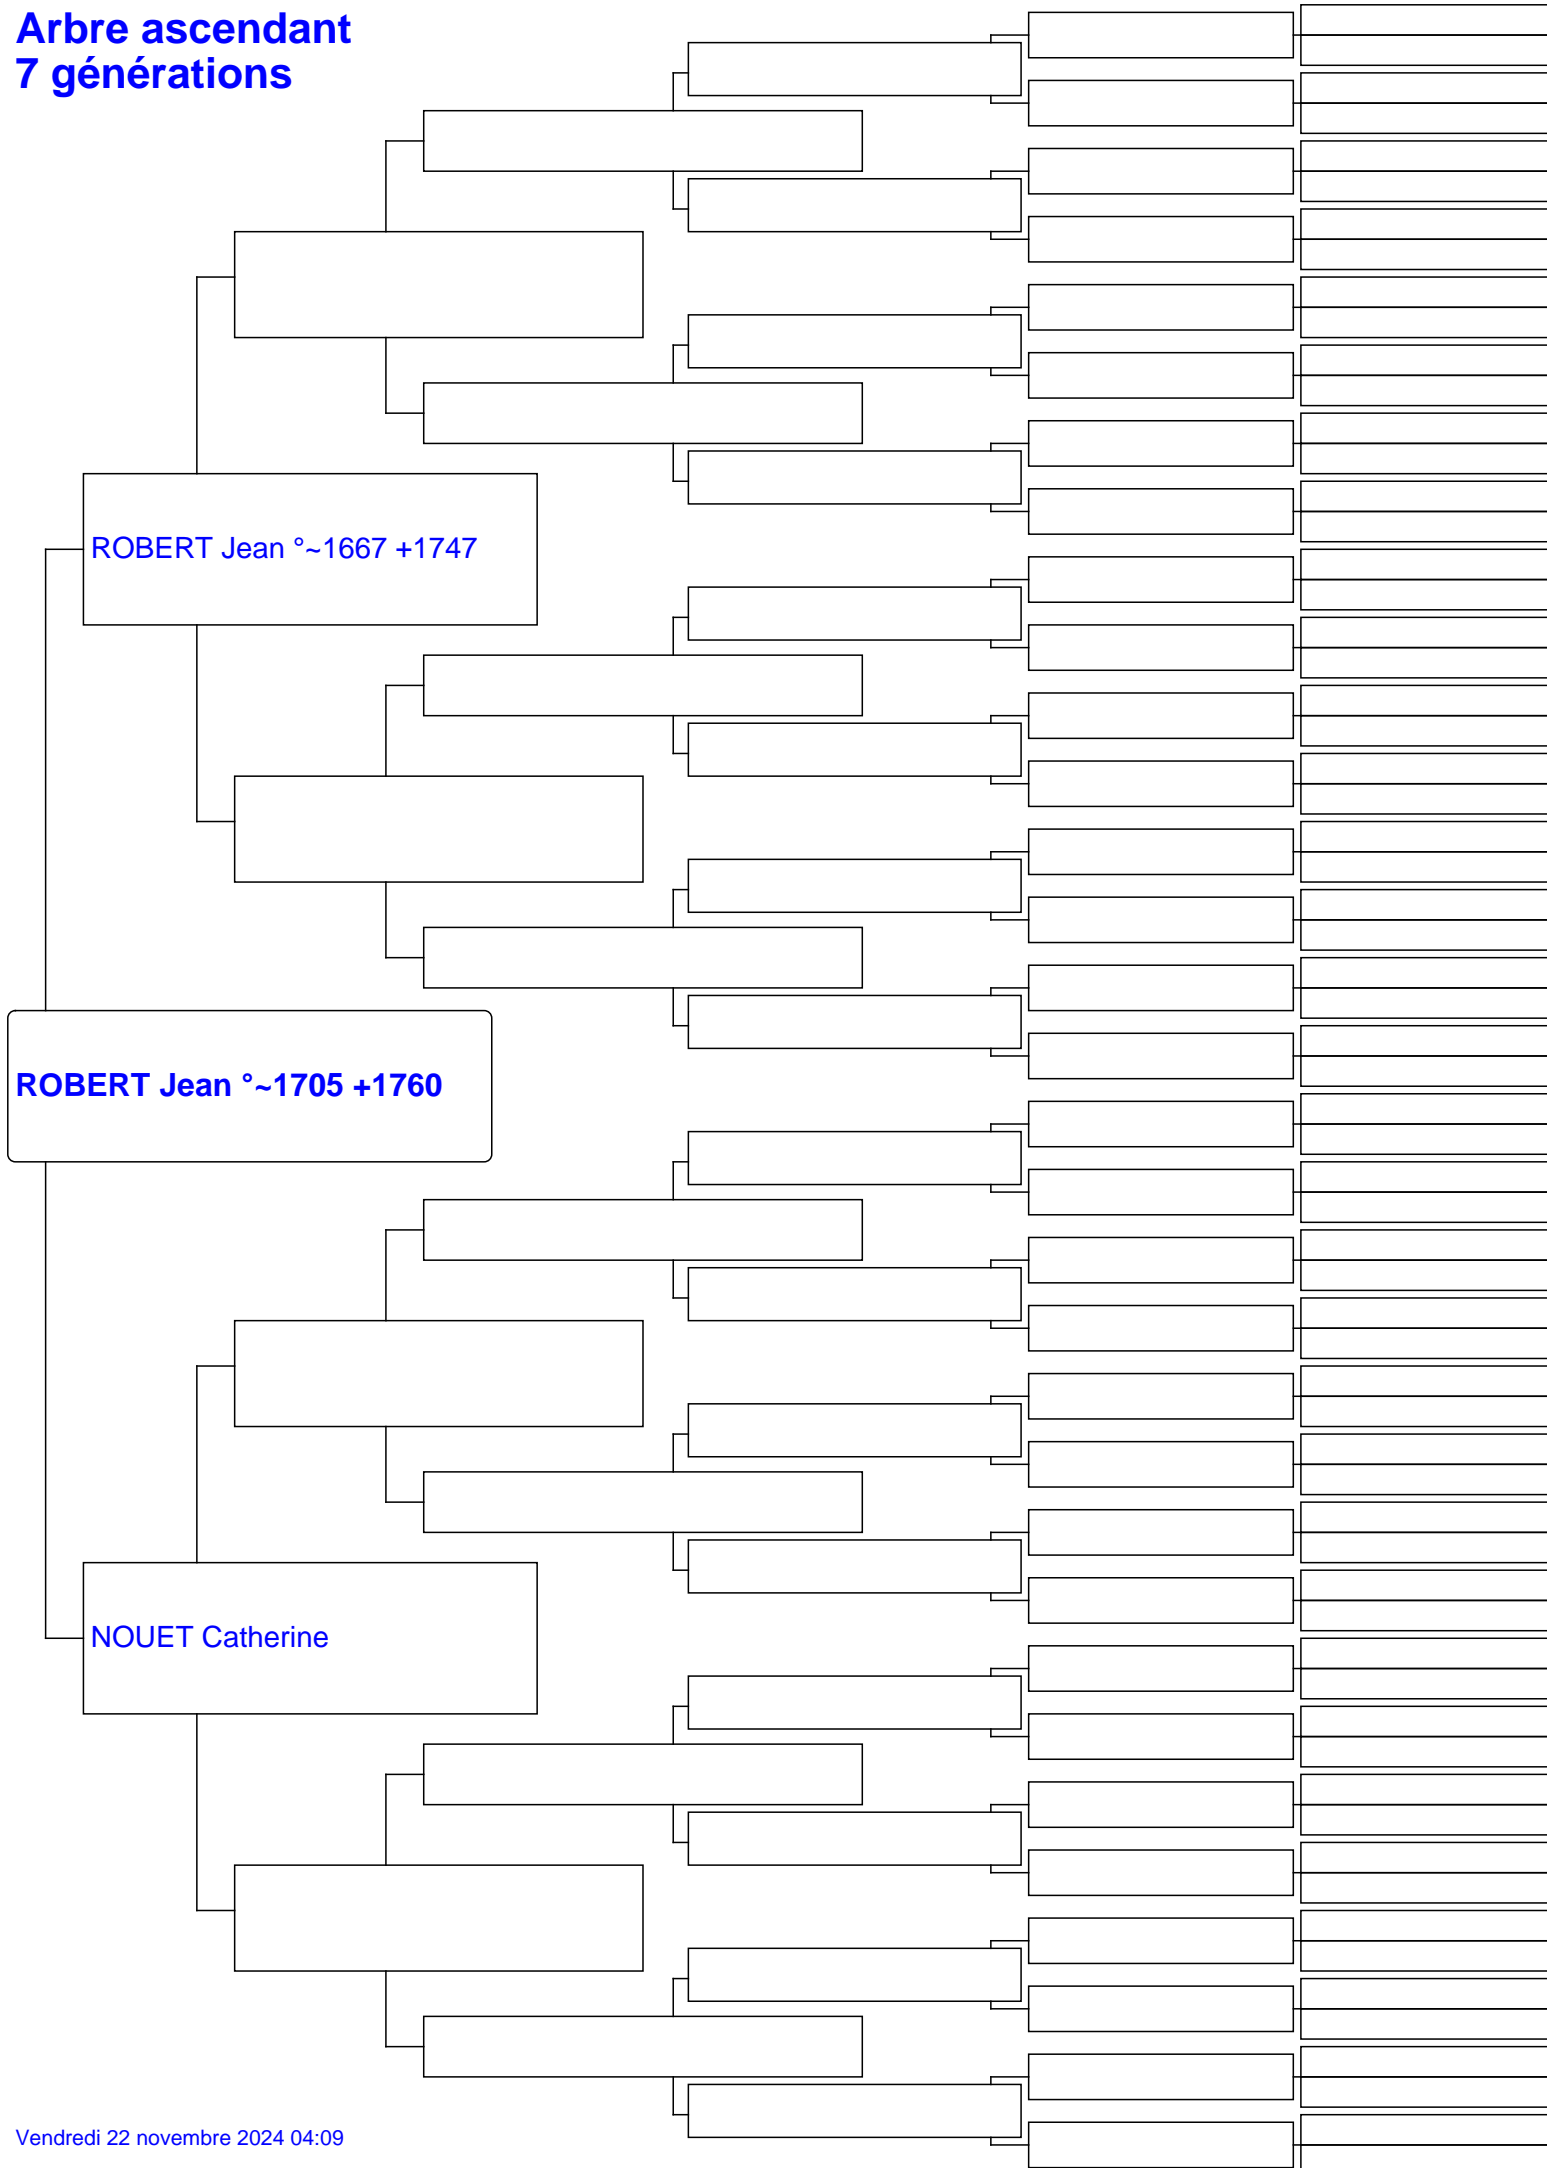 Arbre ascendant
7 générations
ROBERT Jean °~1667 +1747
ROBERT Jean °~1705 +1760
NOUET Catherine
Vendredi 22 novembre 2024 04:09